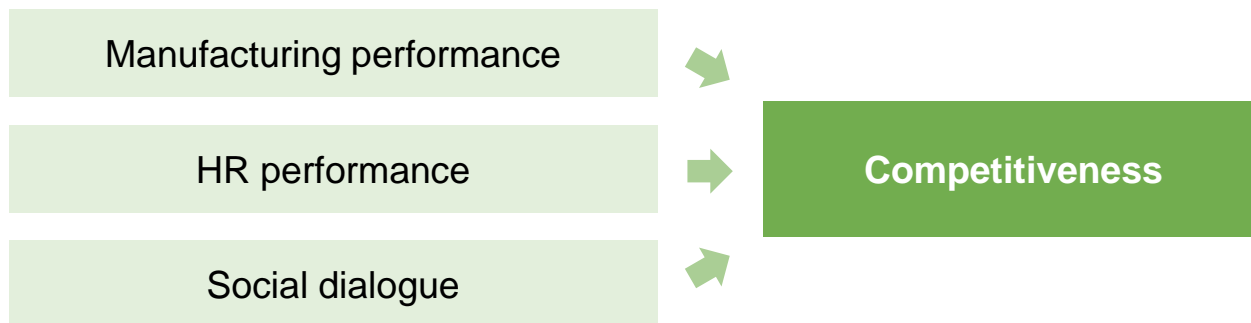 Manufacturing performance
HR performance
Competitiveness
Social dialogue